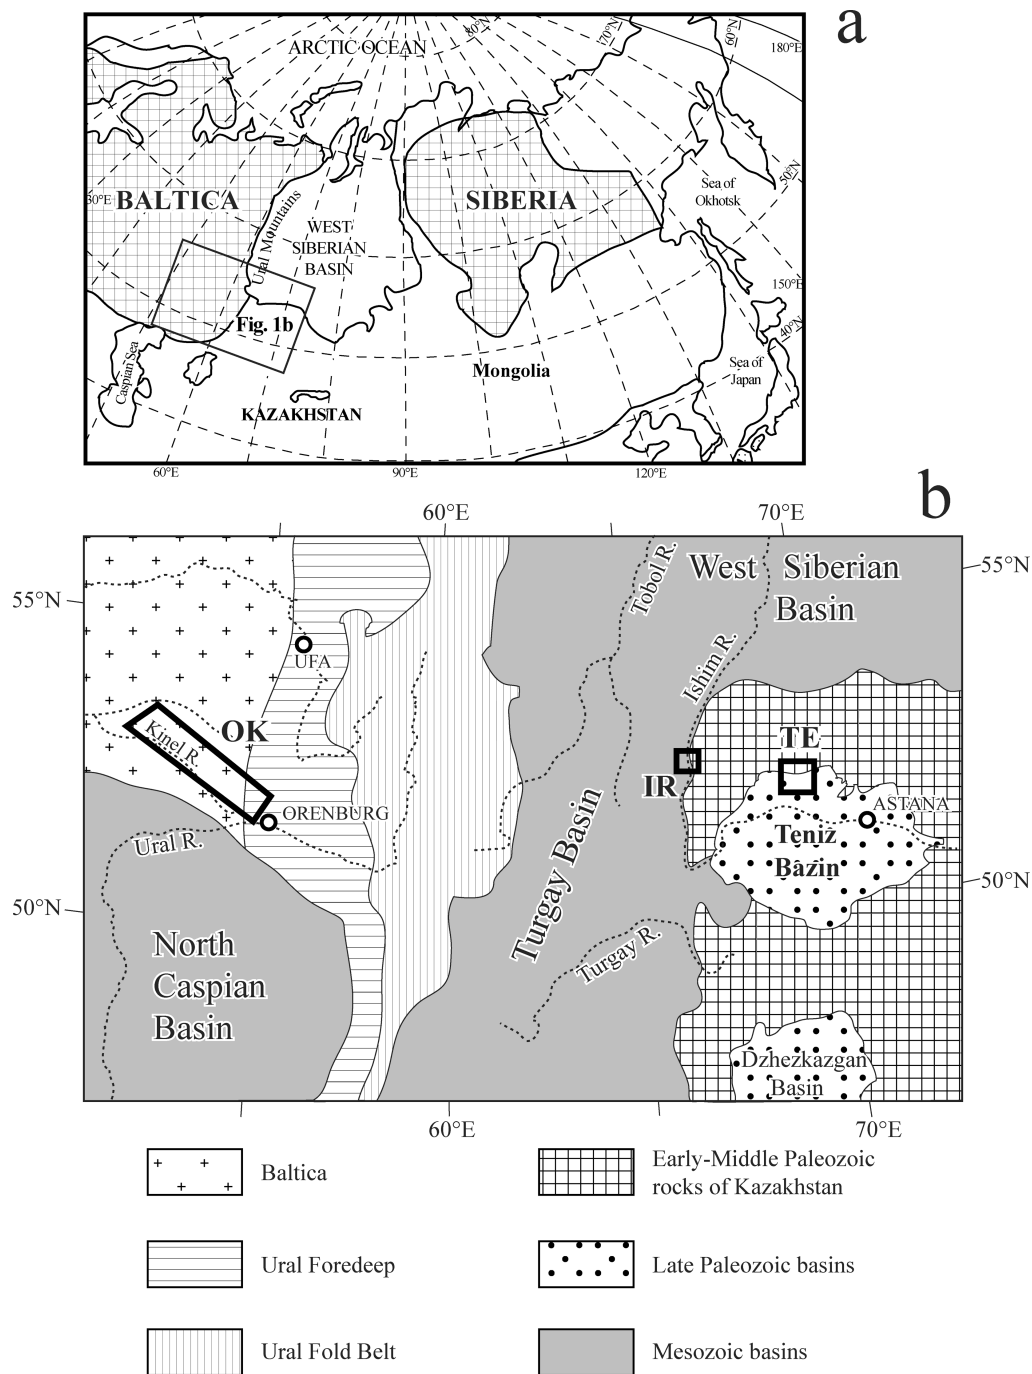 a
ARCTIC OCEAN
80°N
70°N
60°N
180°E
50°N
30°E
BALTICA
SIBERIA
Sea of
Okhotsk
Ural Mountains
WEST
SIBERIAN
BASIN
150°E
40°N
Fig. 1b
Caspian Sea
Mongolia
Sea of
Japan
KAZAKHSTAN
60°E
90°E
120°E
b
60°E
70°E
55°N
55°N
West Siberian
Basin
Tobol R.
Ishim R.
UFA
OK
Kinel R.
TE
IR
ORENBURG
ASTANA
Ural R.
Teniz
Bazin
50°N
50°N
Turgay Basin
Turgay R.
North
Caspian
Basin
Dzhezkazgan
Basin
60°E
70°E
Baltica
Early-Middle Paleozoic
rocks of Kazakhstan
Ural Foredeep
Late Paleozoic basins
Ural Fold Belt
Mesozoic basins